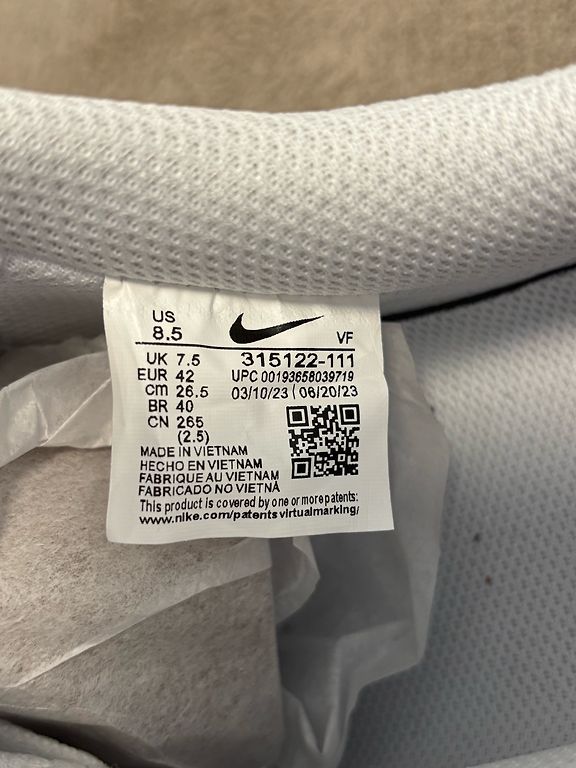 US
8.5
VF
UK 7.5
315122-111
EUR 42
UPC 00193658039719
cm 26.5
03/10/23 | 06/20/23
BR 40
CN 265
(2.5)
MADE IN VIETNAM
HECHO EN VIETNAM
FABRIQUE AU VIETNAM
FABRICADO NO VIETNÃ
This product is covered by one or more patents:
www.nike.com/patentsvirtualmarking/